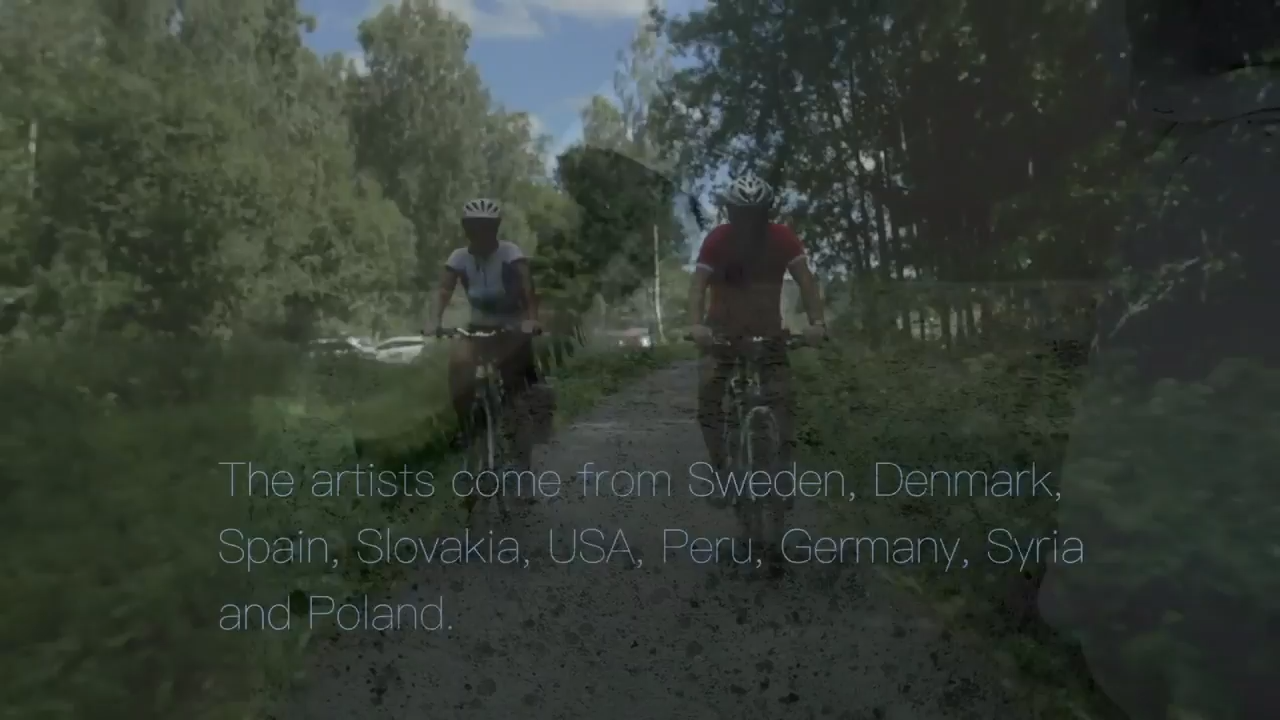 The artists come from Sweden, Denmark,
Spain, Slovakia, USA, Peru, Germany, Syria
and Poland.